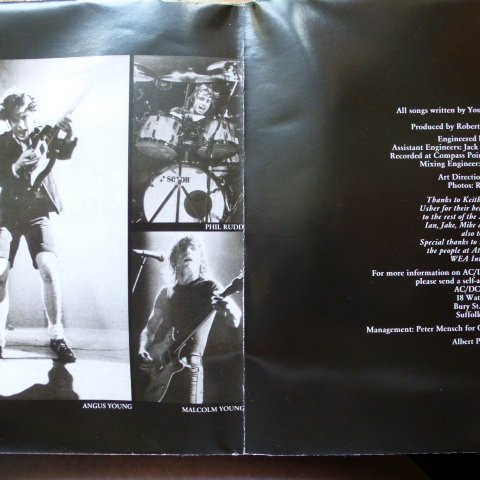 SONOR
PHIL RUDD
ANGUS YOUNG
MALCOLM YOUNG
All songs written by You
Produced by Robert
Engineered
Assistant Engineers: Jack
Recorded at Compass Poin
Mixing Engineer:
Art Direction
Photos: R
Thanks to Keith
Usher for their
to the rest of the
Ian, Jake, Mike
also to
Special thanks to
the people at At
WEA In
For more information on AC/D
please send a self-a
AC/DC
18 Wat
Bury St
Suffolk
Management: Peter Mensch for
Albert P